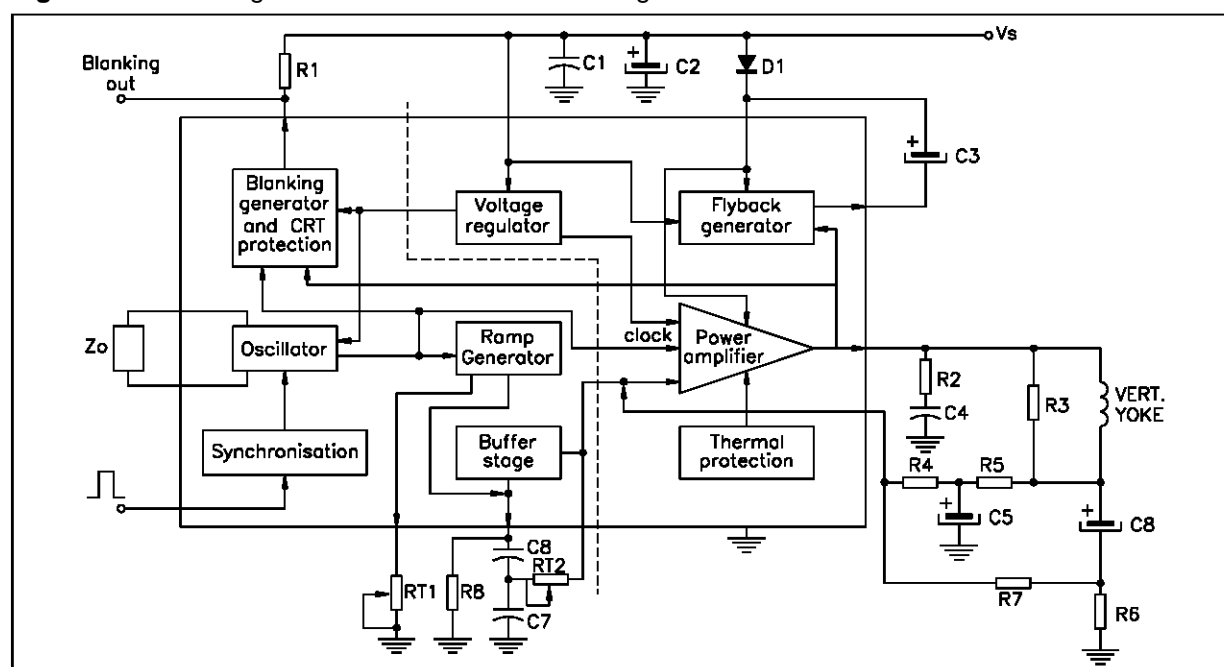 Vs
Blanking
out
R1
C1
+
C2
D1
+
C3
Blanking
generator
and CRT
protection
Voltage
regulator
Flyback
generator
Zo
Oscillator
Ramp
Generator
clock
Power
amplifier
R2
C4
R3
VERT.
YOKE
Synchronisation
Buffer
stage
Thermal
protection
R4
R5
+
C5
+
C8
RT1
R8
C8
RT2
C7
R7
R6